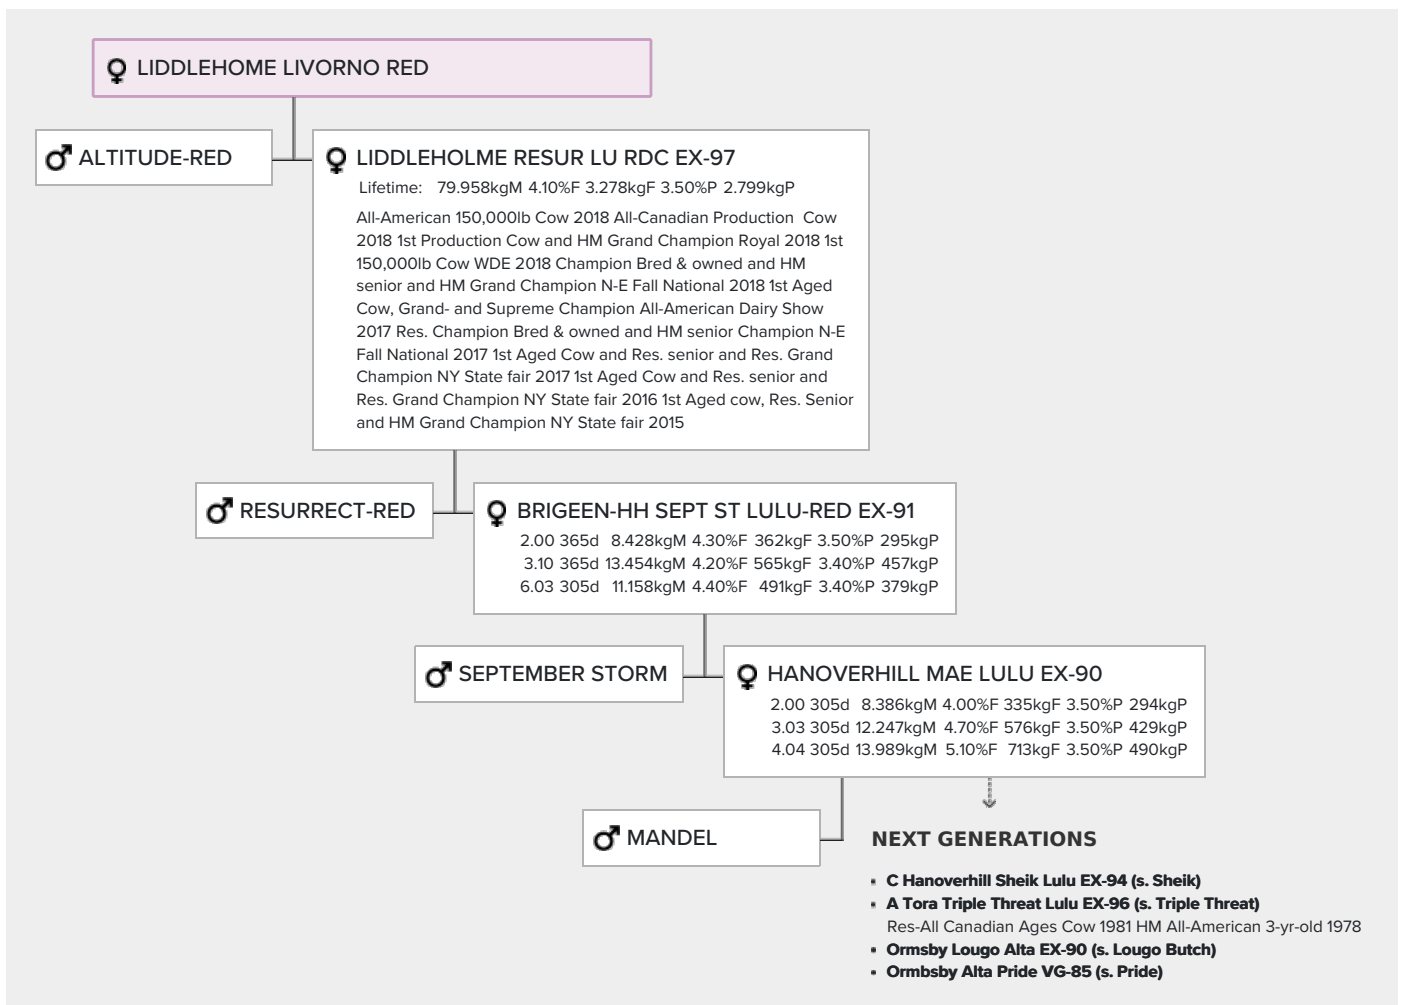 LIDDLEHOME LIVORNO RED
ALTITUDE-RED
LIDDLEHOLME RESUR LU RDC EX-97
Lifetime: 79.958kgM 4.10%F 3.278kgF 3.50%P 2.799kgP
All-American 150,000lb Cow 2018 All-Canadian Production Cow
2018 1st Production Cow and HM Grand Champion Royal 2018 1st
150,000lb Cow WDE 2018 Champion Bred & owned and HM
senior and HM Grand Champion N-E Fall National 2018 1st Aged
Cow, Grand- and Supreme Champion All-American Dairy Show
2017 Res. Champion Bred & owned and HM senior Champion N-E
Fall National 2017 1st Aged Cow and Res. senior and Res. Grand
Champion NY State fair 2017 1st Aged Cow and Res. senior and
Res. Grand Champion NY State fair 2016 1st Aged cow, Res. Senior
and HM Grand Champion NY State fair 2015
RESURRECT-RED
BRIGEEN-HH SEPT ST LULU-RED EX-91
2.00 365d 8.428kgM 4.30%F 362kgF 3.50%P 295kgP
3.10 365d 13.454kgM 4.20%F 565kgF 3.40%P 457kgP
6.03 305d 11.158kgM 4.40%F 491kgF 3.40%P 379kgP
SEPTEMBER STORM
HANOVERHILL MAE LULU EX-90
2.00 305d 8.386kgM 4.00%F 335kgF 3.50%P 294kgP
3.03 305d 12.247kgM 4.70%F 576kgF 3.50%P 429kgP
4.04 305d 13.989kgM 5.10%F 713kgF 3.50%P 490kgP
MANDEL
NEXT GENERATIONS
C Hanoverhill Sheik Lulu EX-94 (s. Sheik)
A Tora Triple Threat Lulu EX-96 (s. Triple Threat)
Res-All Canadian Ages Cow 1981 HM All-American 3-yr-old 1978
Ormsby Lougo Alta EX-90 (s. Lougo Butch)
Ormbsby Alta Pride VG-85 (s. Pride)